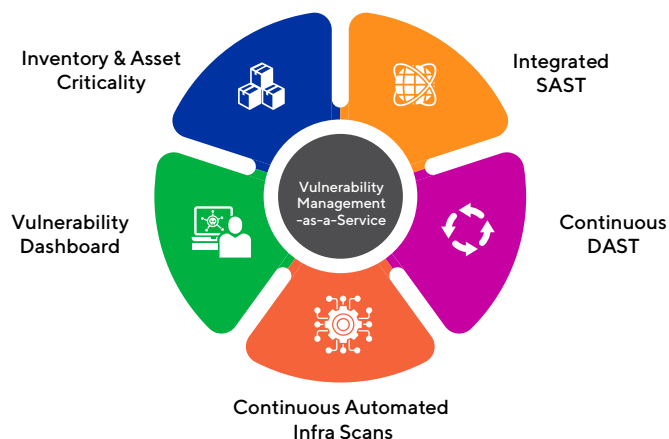 Inventory & Asset
Criticality
Integrated
SAST
Vulnerability
Management
-as-a-Service
Vulnerability
Dashboard
Continuous
DAST
Continuous Automated
Infra Scans